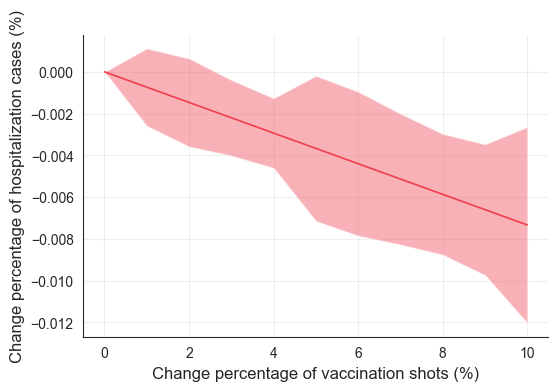 Change percentage of hospitalization cases (%)
0.000
−0.002
−0.004
−0.006
−0.008
−0.010
−0.012
0 2 4 6 8 10
Change percentage of vaccination shots (%)